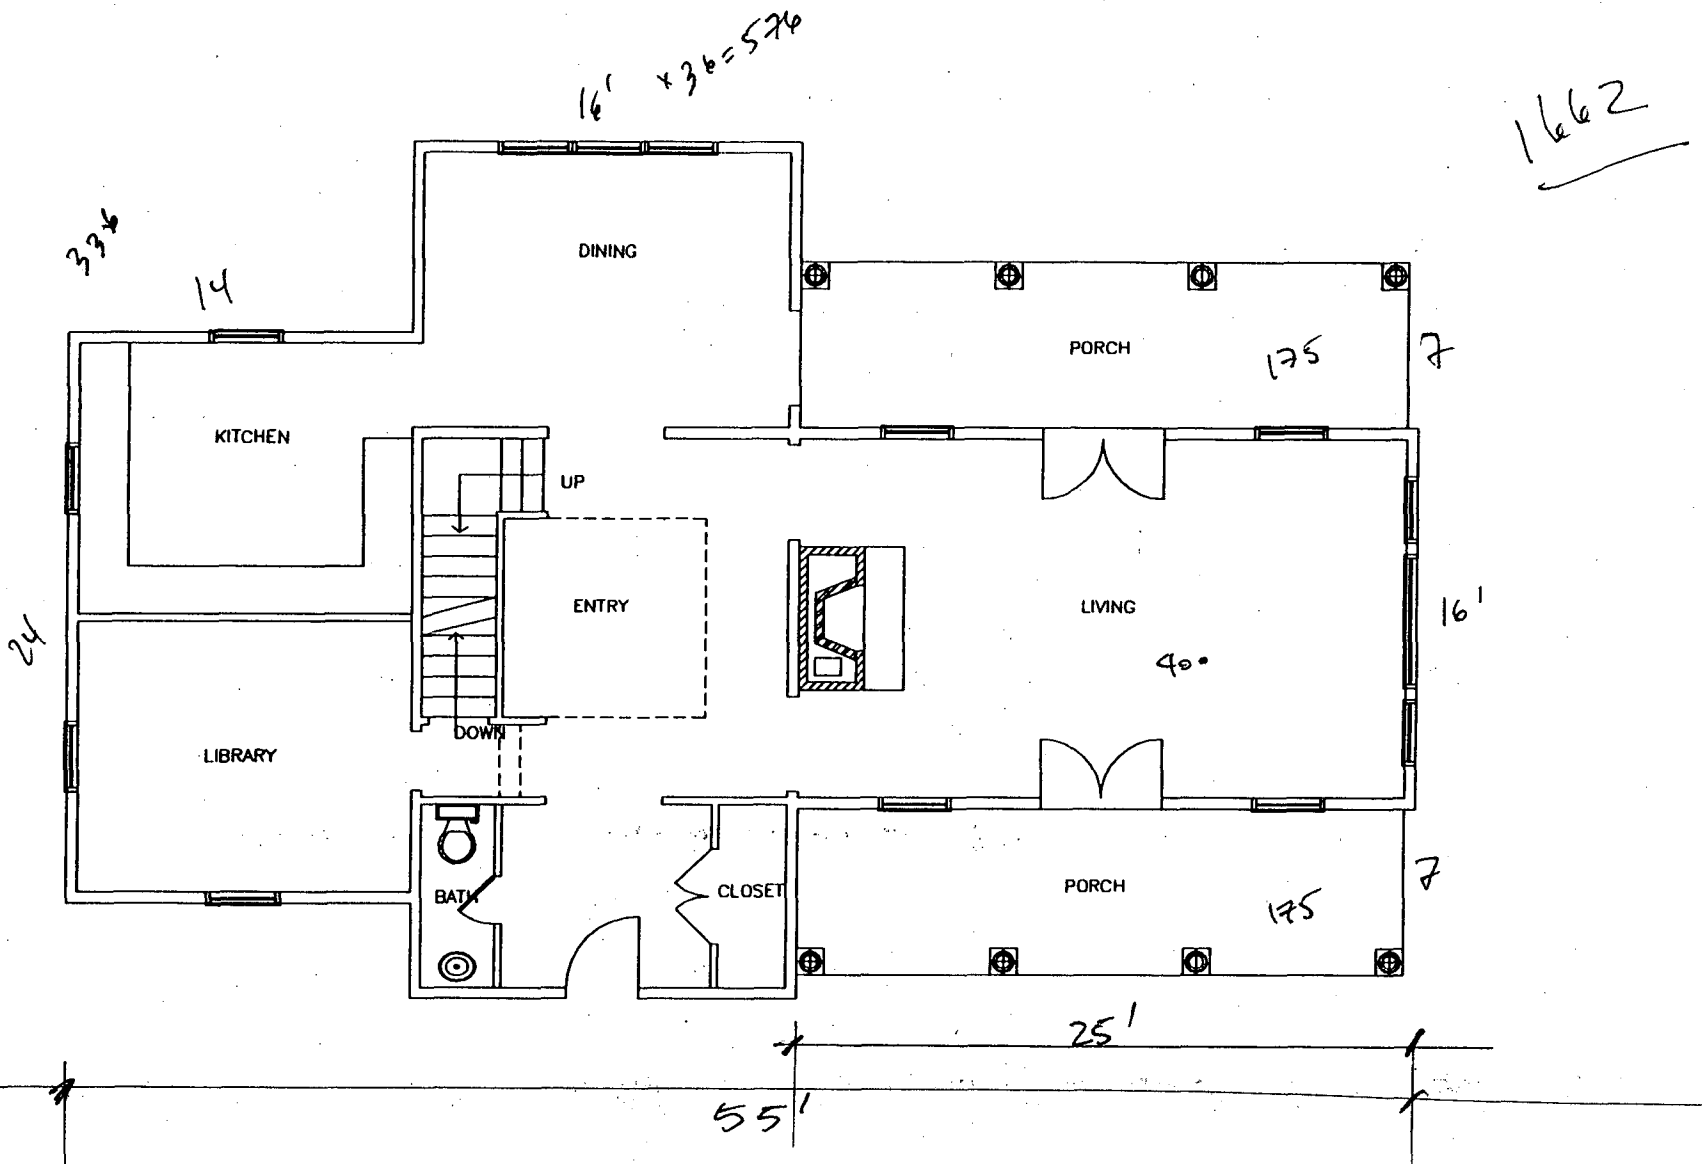 16' x36=576
1662
336
14
DINING
PORCH
175
7
KITCHEN
UP
ENTRY
LIVING
16'
24
400
DOWN
LIBRARY
BATH
CLOSET
PORCH
175
7
25'
55'